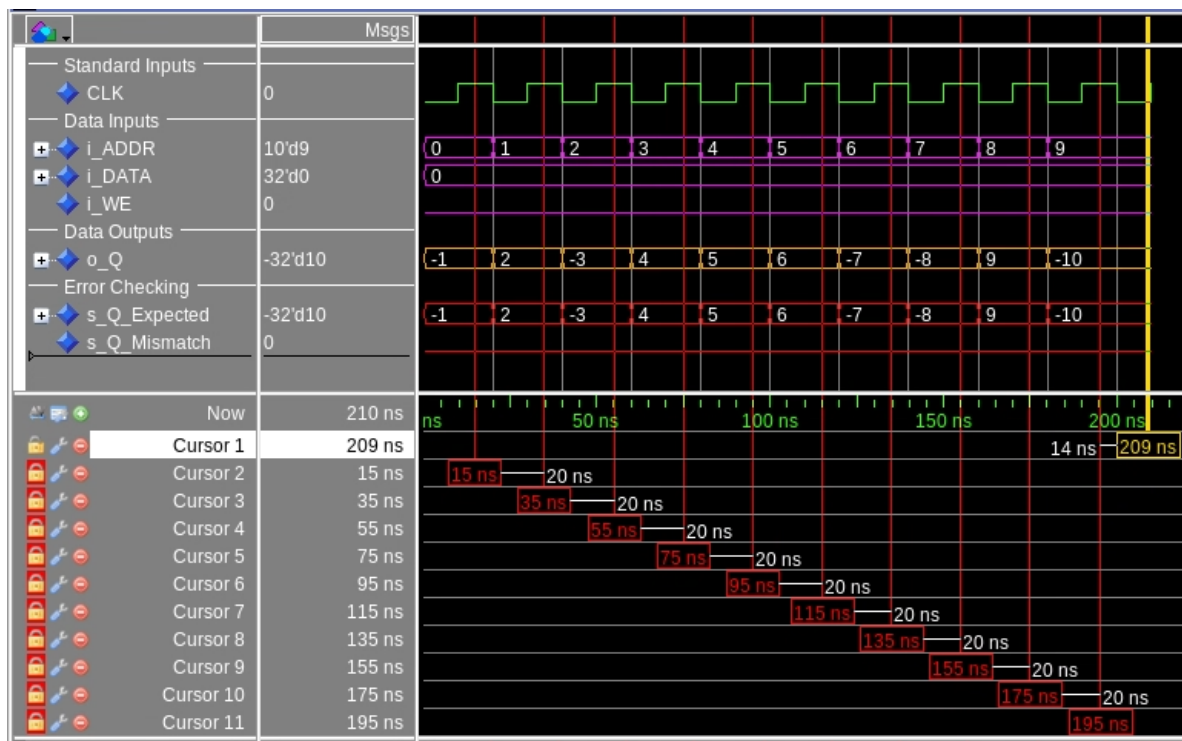 Msgs
Standard Inputs
CLK 0
Data Inputs
i_ADDR 10'd9 0 1 2 3 4 5 6 7 8 9
i_DATA 32'd0 0
i_WE 0
Data Outputs
o_Q -32'd10 -1 2 -3 4 5 6 -7 -8 9 -10
Error Checking
s_Q_Expected -32'd10 -1 2 -3 4 5 6 -7 -8 9 -10
s_Q_Mismatch 0
Now 210 ns ns 50 ns 100 ns 150 ns 200 ns
Cursor 1 209 ns 14 ns 209 ns
Cursor 2 15 ns 15 ns 20 ns
Cursor 3 35 ns 35 ns 20 ns
Cursor 4 55 ns 55 ns 20 ns
Cursor 5 75 ns 75 ns 20 ns
Cursor 6 95 ns 95 ns 20 ns
Cursor 7 115 ns 115 ns 20 ns
Cursor 8 135 ns 135 ns 20 ns
Cursor 9 155 ns 155 ns 20 ns
Cursor 10 175 ns 175 ns 20 ns
Cursor 11 195 ns 195 ns